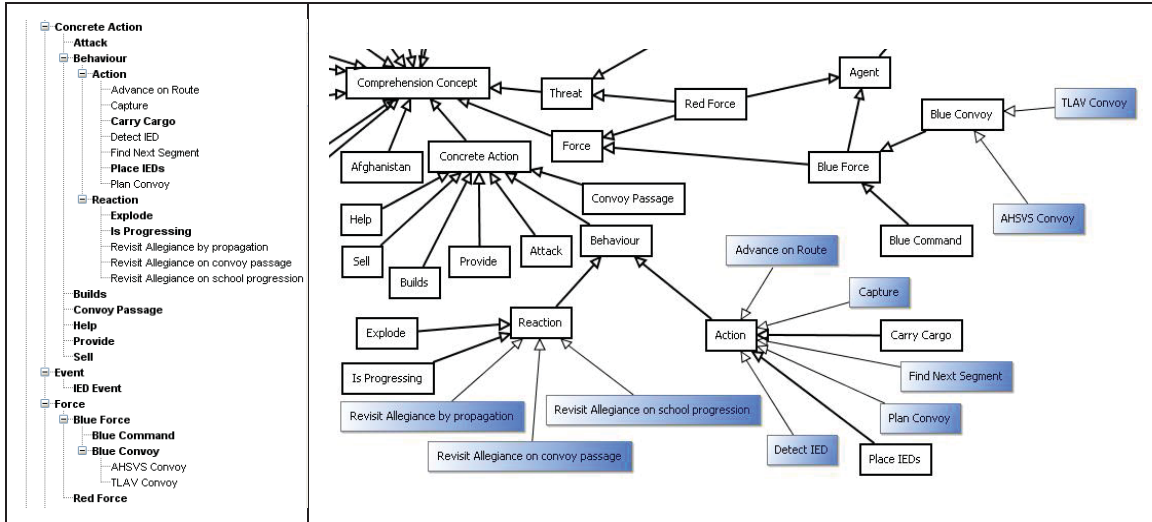 Concrete Action
Attack
Behaviour
Action
Advance on Route
Capture
Carry Cargo
Detect IED
Find Next Segment
Place IEDs
Plan Convoy
Reaction
Explode
Is Progressing
Revisit Allegiance by propagation
Revisit Allegiance on convoy passage
Revisit Allegiance on school progression
Builds
Convoy Passage
Help
Provide
Sell
Event
IED Event
Force
Blue Force
Blue Command
Blue Convoy
AHSVS Convoy
TLAV Convoy
Red Force
Comprehension Concept
Threat
Red Force
Agent
TLAV Convoy
Blue Convoy
Afghanistan
Concrete Action
Force
Blue Force
Convoy Passage
AHSVS Convoy
Help
Behaviour
Blue Command
Sell
Builds
Provide
Attack
Advance on Route
Capture
Explode
Reaction
Action
Carry Cargo
Is Progressing
Find Next Segment
Revisit Allegiance by propagation
Revisit Allegiance on school progression
Plan Convoy
Revisit Allegiance on convoy passage
Detect IED
Place IEDs